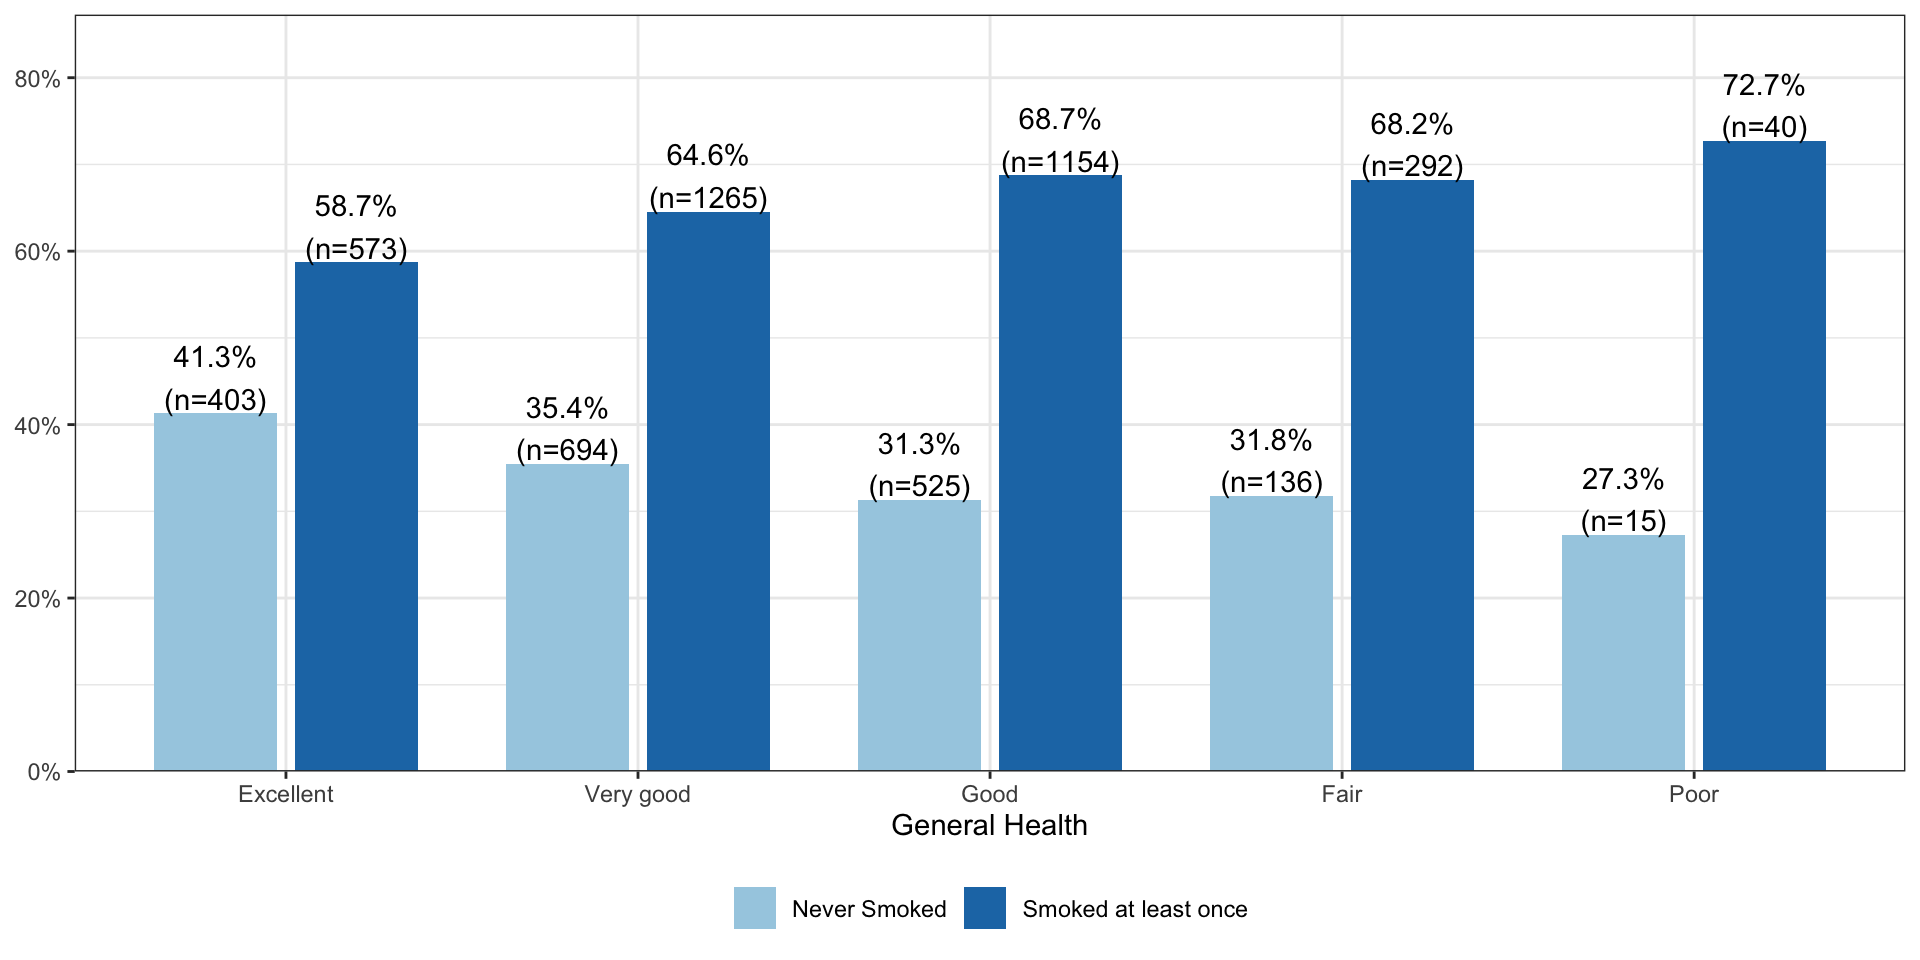 80%
60%
40%
20%
0%
41.3%
(n=403)
58.7%
(n=573)
35.4%
(n=694)
64.6%
(n=1265)
31.3%
(n=525)
68.7%
(n=1154)
31.8%
(n=136)
68.2%
(n=292)
27.3%
(n=15)
72.7%
(n=40)
Excellent
Very good
Good
Fair
Poor
General Health
Never Smoked
Smoked at least once